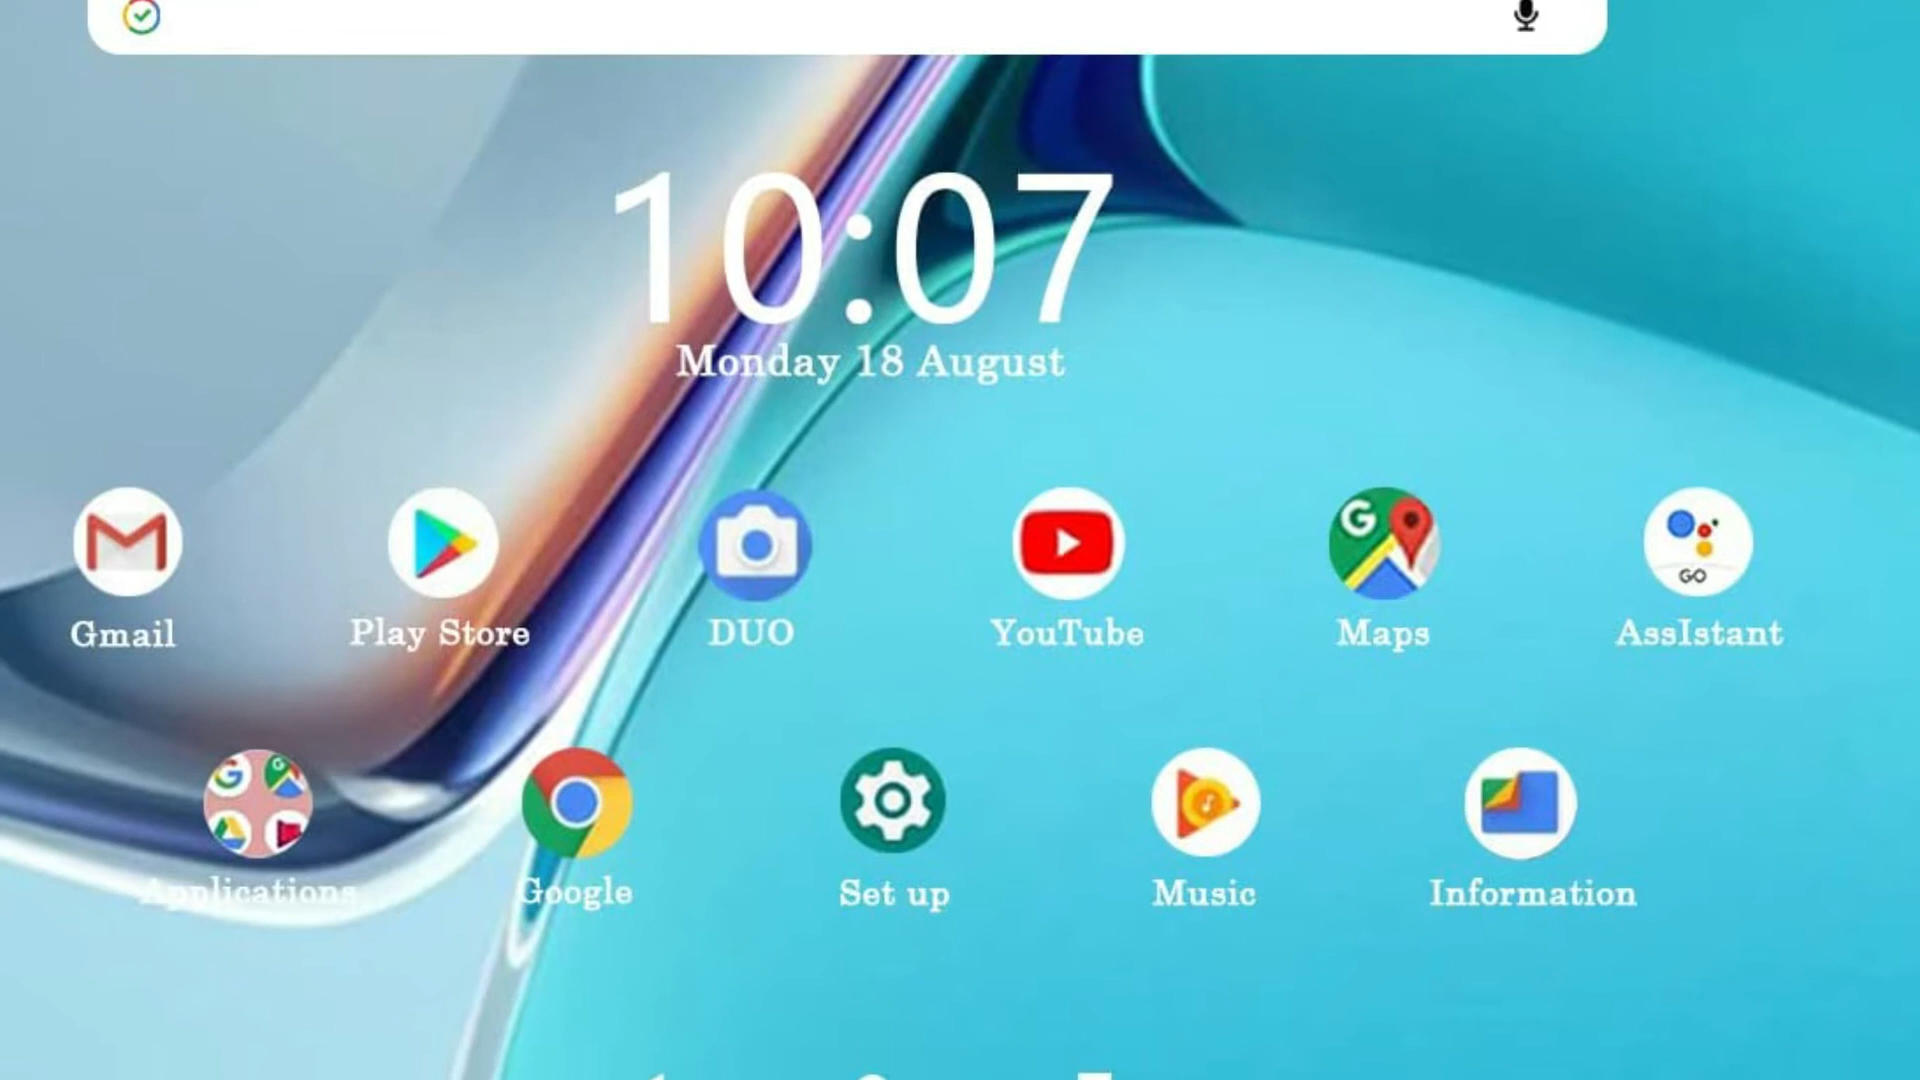 10:07
Monday 18 August
Gmail
Play Store
DUO
YouTube
Maps
GO
AssIstant
Applications
Google
Set up
Music
Information